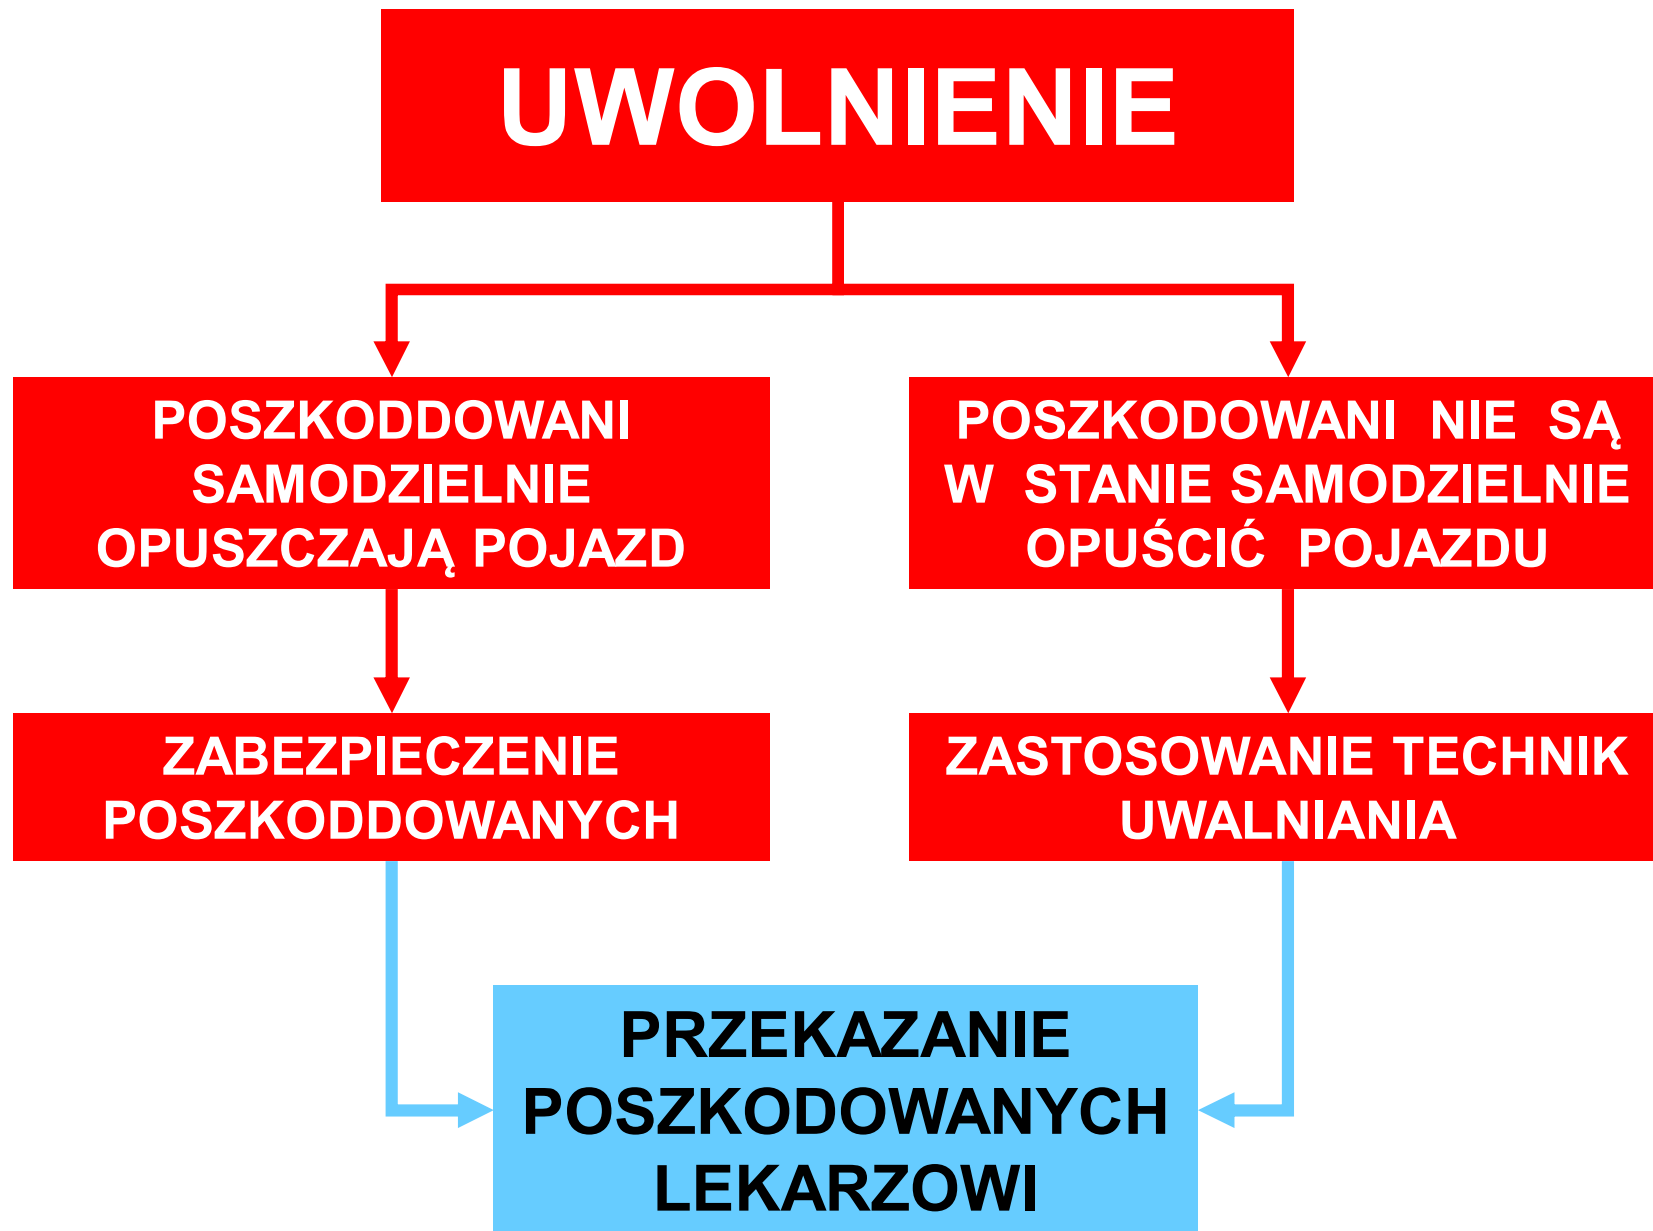 UWOLNIENIE
POSZKODDOWANI
SAMODZIELNIE
OPUSZCZAJĄ POJAZD
POSZKODOWANI NIE SĄ
W STANIE SAMODZIELNIE
OPUŚCIĆ POJAZDU
ZABEZPIECZENIE
POSZKODDOWANYCH
ZASTOSOWANIE TECHNIK
UWALNIANIA
PRZEKAZANIE
POSZKODOWANYCH
LEKARZOWI